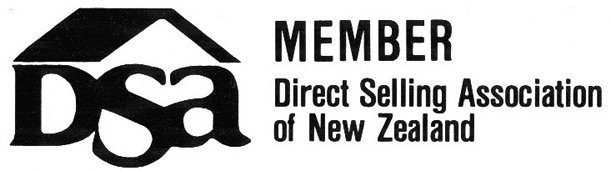 DSa
MEMBER
Direct Selling Association
of New Zealand